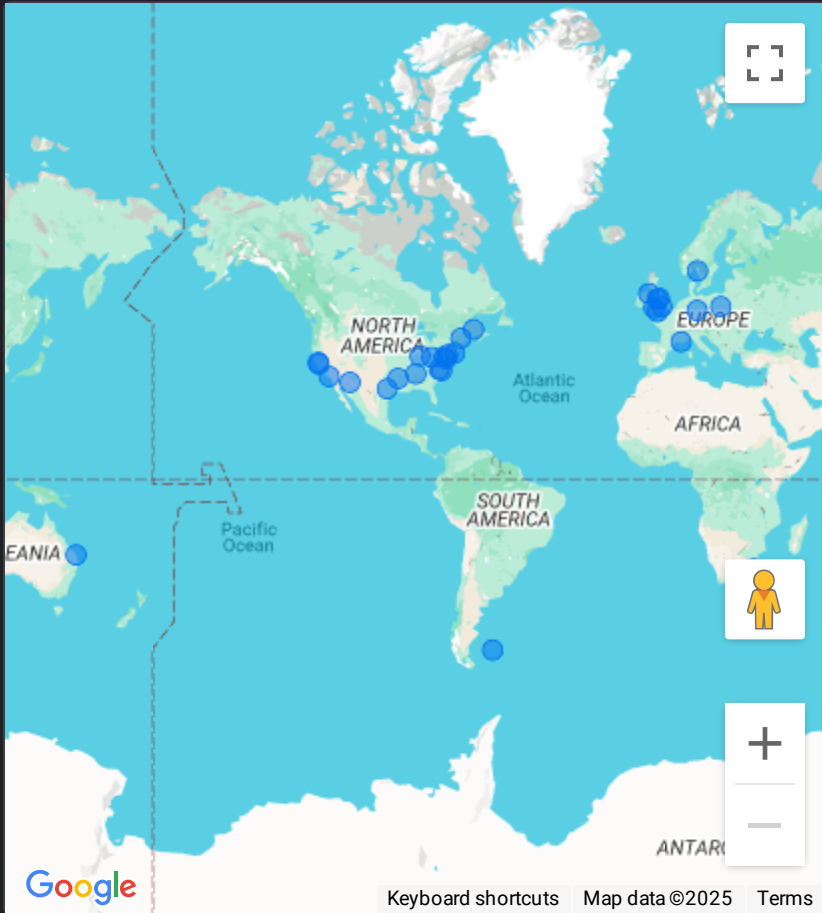 NORTH
AMERICA
EUROPE
Atlantic
Ocean
AFRICA
SOUTH
AMERICA
Pacific
Ocean
EANIA
ANTARC
Google
Keyboard shortcuts
Map data ©2025
Terms